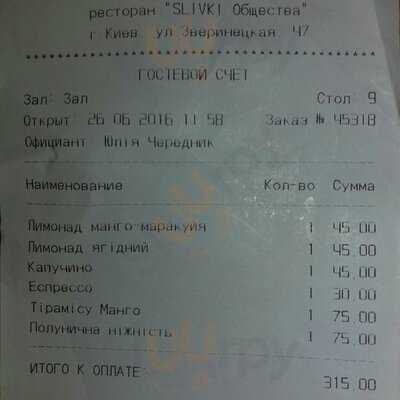 ресторан "SLIVKI Общества"
г Киев. ул Зверинецкая. 47
ГОСТЕВОЙ СЧЕТ
Зал: Зал Стол: 9
Открыт: 26.06.2016 11:58 Заказ № 45318
Официант: Юлія Чередник
Наименование Кол-во Сумма
Лимонад манго-маракуйя 1 45.00
Лимонад ягідний 1 45.00
Капучино 1 45.00
Еспрессо 1 30.00
Тірамісу Манго 1 75.00
Полунична ніжність 1 75.00
ИТОГО К ОПЛАТЕ: 315.00